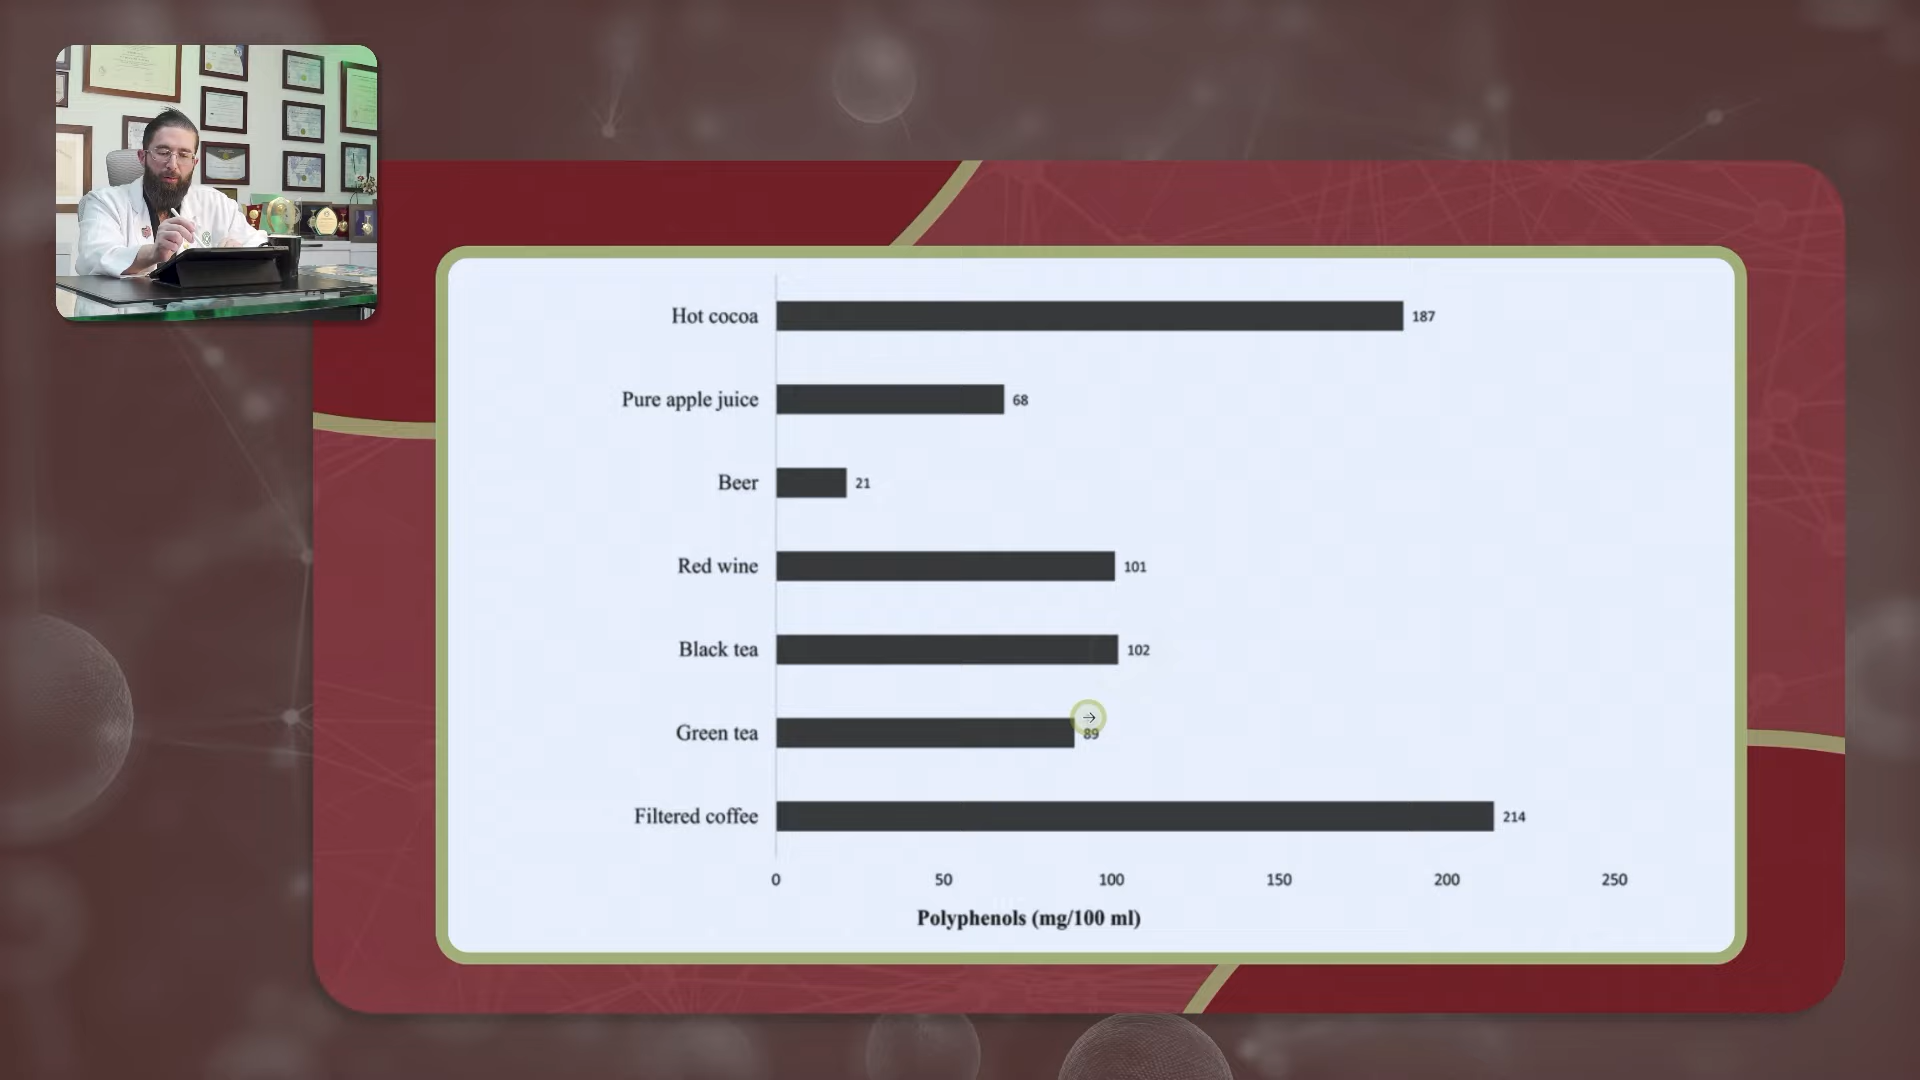 Hot cocoa 187
Pure apple juice 68
Beer 21
Red wine 101
Black tea 102
Green tea 89
Filtered coffee 214
0 50 100 150 200 250
Polyphenols (mg/100 ml)